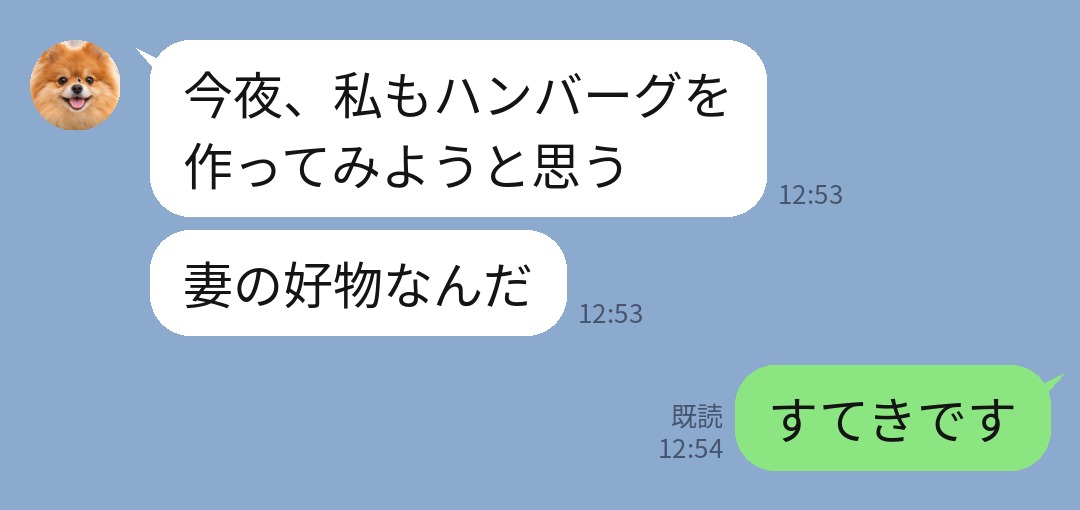 今夜、私もハンバーグを
作ってみようと思う
12:53
妻の好物なんだ
12:53
すてきです
既読
12:54